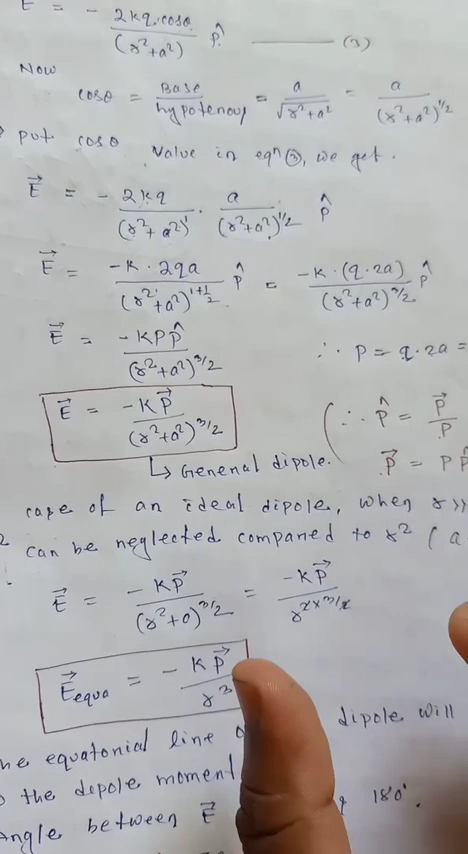 E = - 2kq.cosθ / (r²+a²) p̂ ——— (3)
Now
cosθ = Base / hypotenous = a / √r²+a² = a / (r²+a²)^1/2
put cosθ value in eqn ③, we get.
E⃗ = - 2kq / (r²+a²)^1 . a / (r²+a²)^1/2 p̂
E⃗ = -K . 2qa / (r²+a²)^1+1/2 p̂ = -K.(q.2a) / (r²+a²)^3/2 p̂
E⃗ = -KPp̂ / (r²+a²)^3/2 ∴ P = q.2a =
E⃗ = -KP⃗ / (r²+a²)^3/2 (∴ p̂ = P⃗ / P
↳ General dipole. P⃗ = P p̂
case of an ideal dipole, when r >>
2 can be neglected compared to r² (a
E⃗ = -KP⃗ / (r²+0)^3/2 = -KP⃗ / r^2×3/2
E⃗equa = - KP⃗ / r³
he equatorial line dipole will
the dipole moment
Angle between E⃗ 180°.